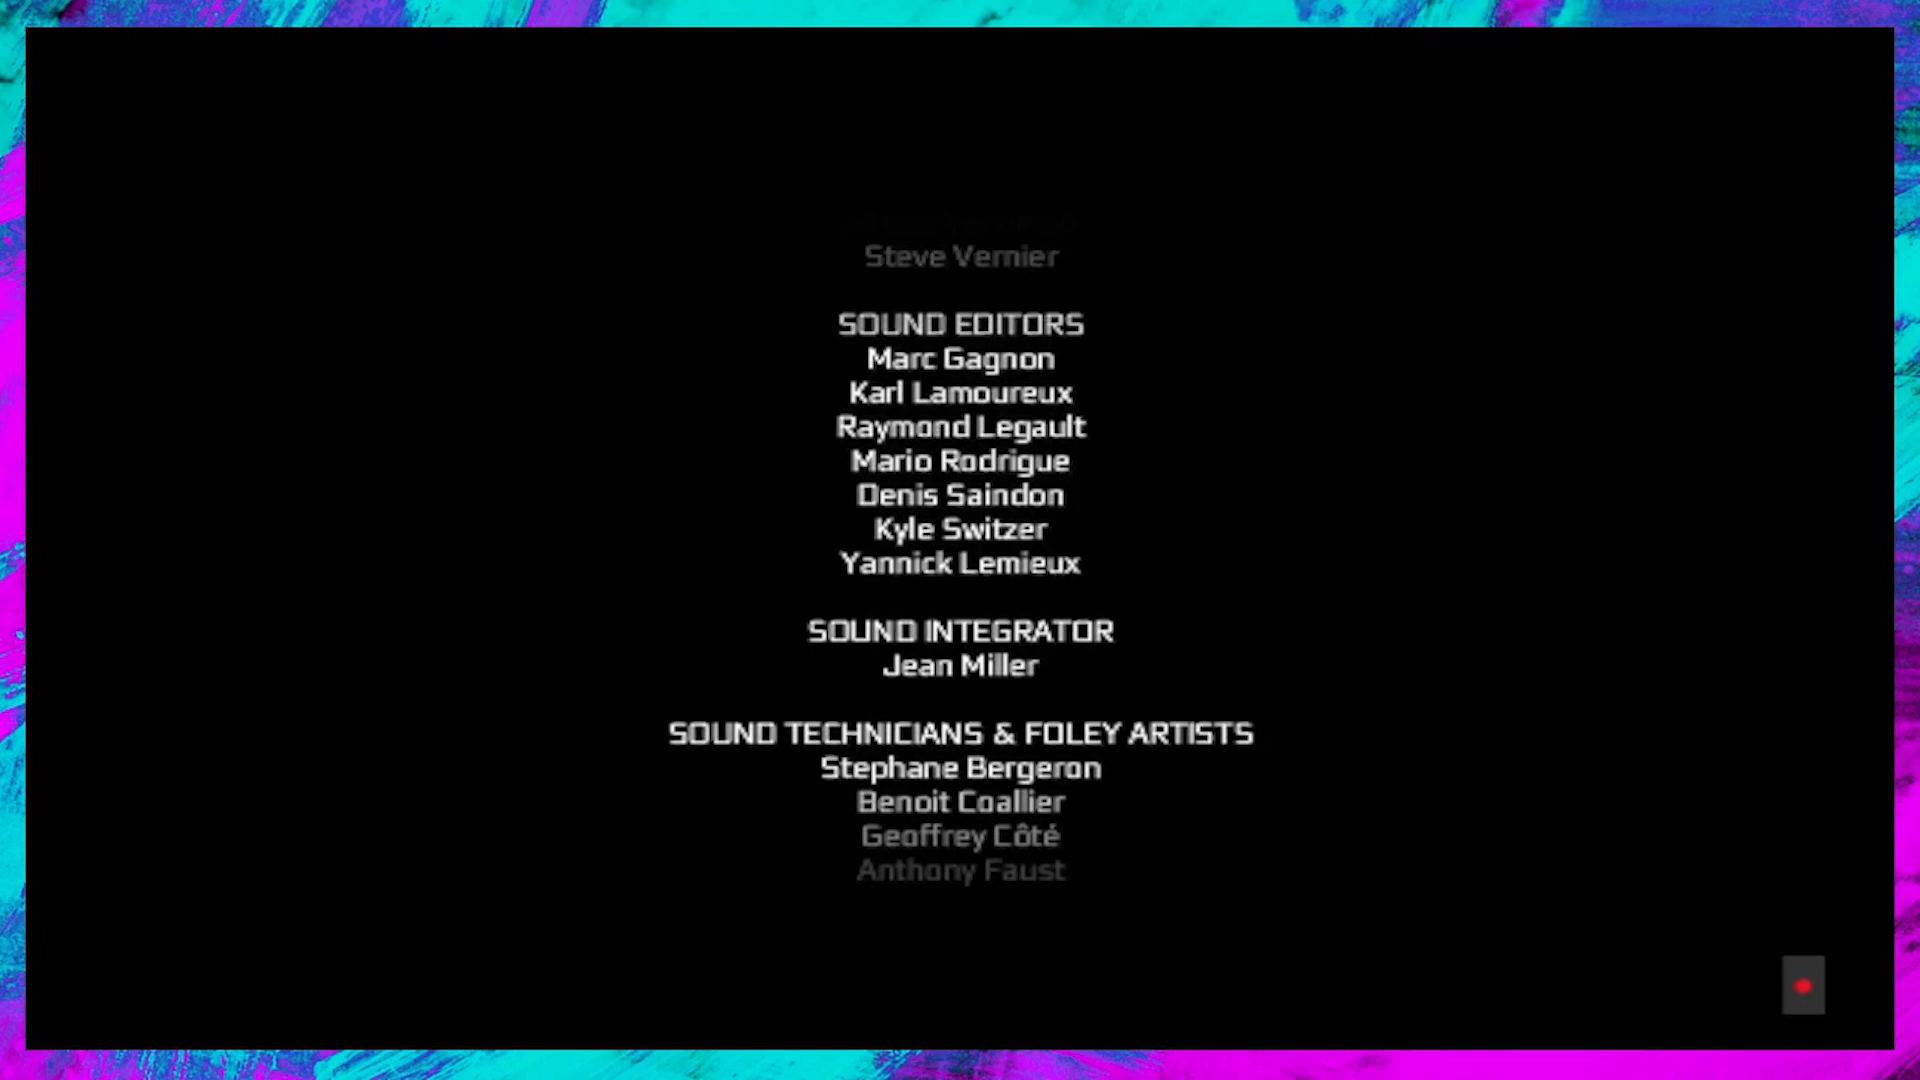 Steve Vernier
SOUND EDITORS
Marc Gagnon
Karl Lamoureux
Raymond Legault
Mario Rodrigue
Denis Saindon
Kyle Switzer
Yannick Lemieux
SOUND INTEGRATOR
Jean Miller
SOUND TECHNICIANS & FOLEY ARTISTS
Stephane Bergeron
Benoit Coallier
Geoffrey Côté
Anthony Faust